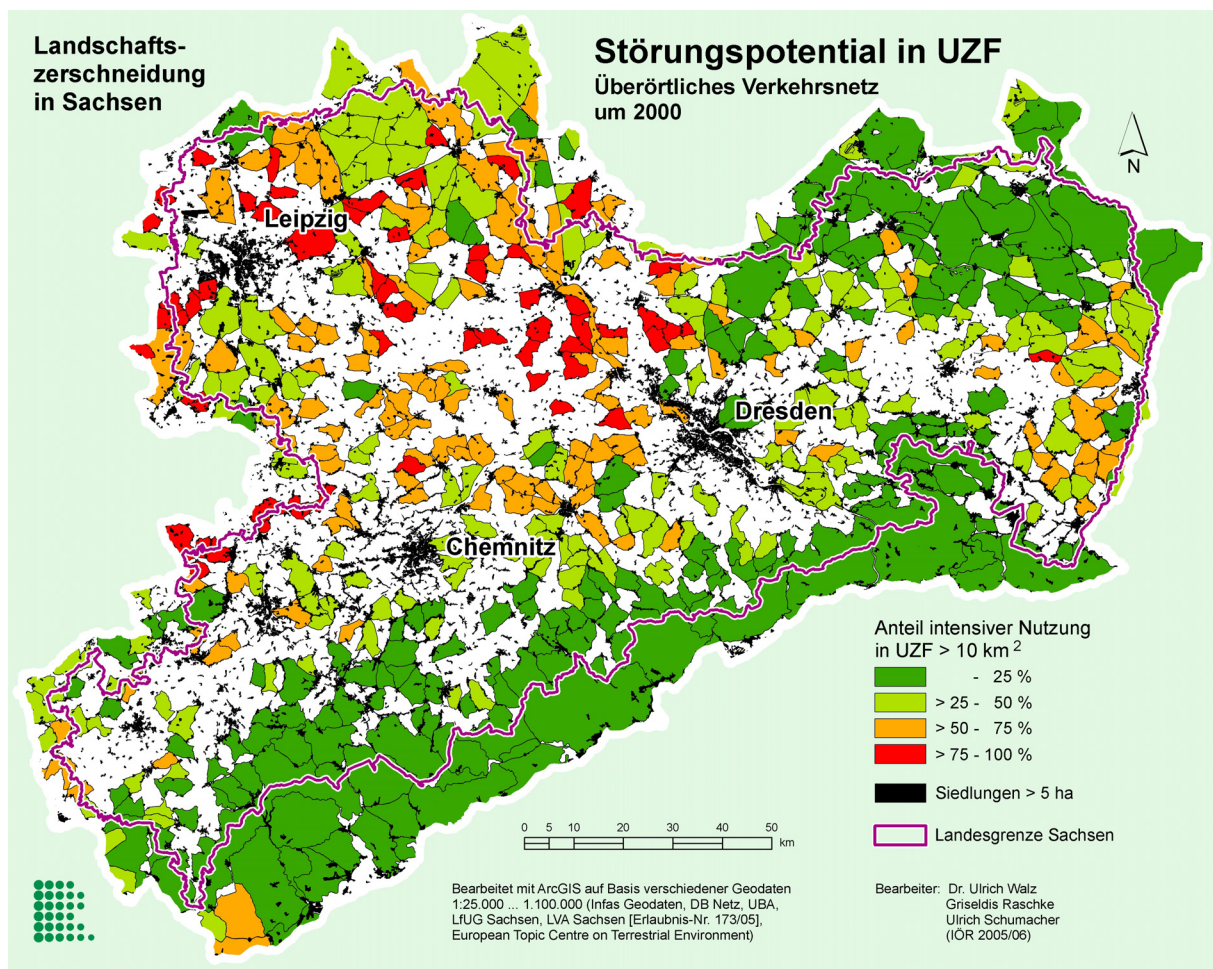 Landschafts-
zerschneidung
in Sachsen
Störungspotential in UZF
Überörtliches Verkehrsnetz
um 2000
N
Leipzig
Dresden
Chemnitz
Anteil intensiver Nutzung
in UZF > 10 km 2
- 25 %
> 25 - 50 %
> 50 - 75 %
> 75 - 100 %
Siedlungen > 5 ha
Landesgrenze Sachsen
0 5 10 20 30 40 50
km
Bearbeitet mit ArcGIS auf Basis verschiedener Geodaten
1:25.000 ... 1.100.000 (Infas Geodaten, DB Netz, UBA,
LfUG Sachsen, LVA Sachsen [Erlaubnis-Nr. 173/05],
European Topic Centre on Terrestrial Environment)
Bearbeiter: Dr. Ulrich Walz
Griseldis Raschke
Ulrich Schumacher
(IÖR 2005/06)